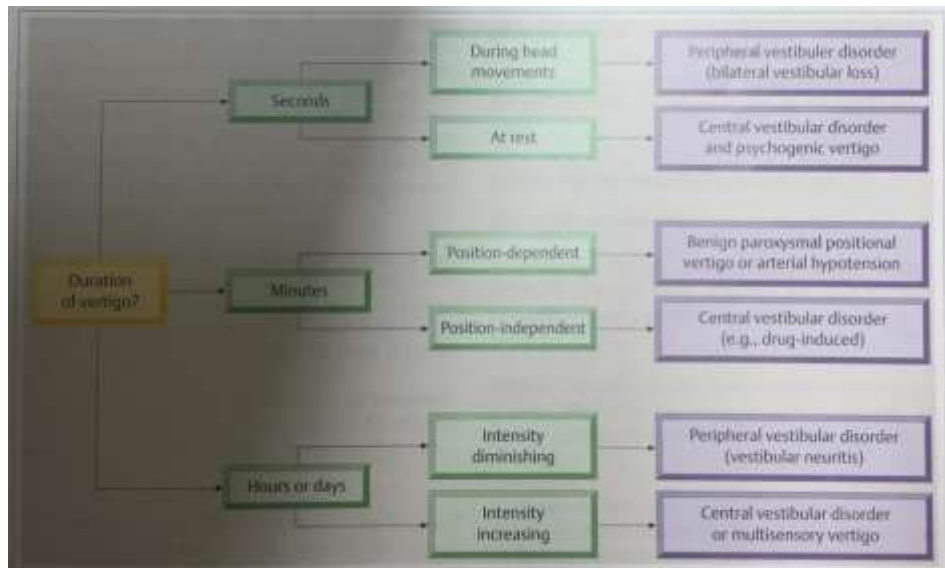 During head
movements
Peripheral vestibuler disorder
(bilateral vestibular loss)
Seconds
At rest
Central vestibular disorder
and psychogenic vertigo
Duration
of vertigo?
Minutes
Position-dependent
Benign paroxysmal positional
vertigo or arterial hypotension
Position-independent
Central vestibular disorder
(e.g., drug-induced)
Hours or days
Intensity
diminishing
Peripheral vestibular disorder
(vestibular neuritis)
Intensity
increasing
Central vestibular disorder
or multisensory vertigo